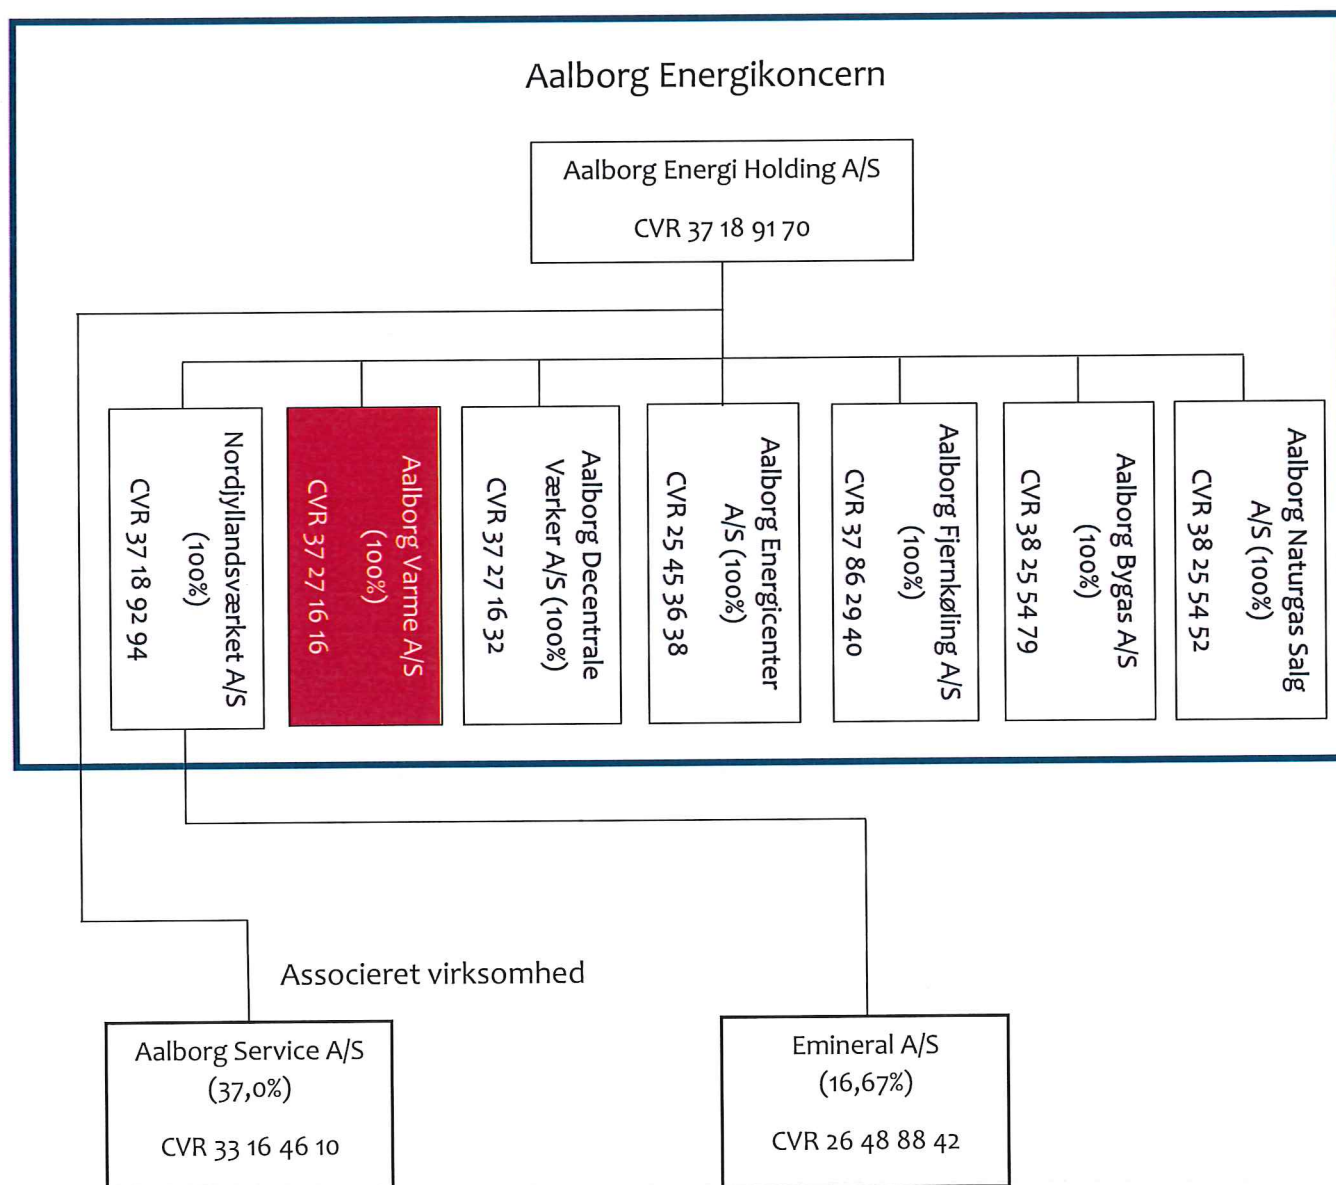 Aalborg Energikoncern
Aalborg Energi Holding A/S
CVR 37 18 91 70
Nordjyllandsværket A/S
(100%)
CVR 37 18 92 94
Aalborg Varme A/S
(100%)
CVR 37 27 16 16
Aalborg Decentrale
Værker A/S (100%)
CVR 37 27 16 32
Aalborg Energicenter
A/S (100%)
CVR 25 45 36 38
Aalborg Fjernkøling A/S
(100%)
CVR 37 86 29 40
Aalborg Bygas A/S
(100%)
CVR 38 25 54 79
Aalborg Naturgas Salg
A/S (100%)
CVR 38 25 54 52
Associeret virksomhed
Aalborg Service A/S
(37,0%)
CVR 33 16 46 10
Emineral A/S
(16,67%)
CVR 26 48 88 42